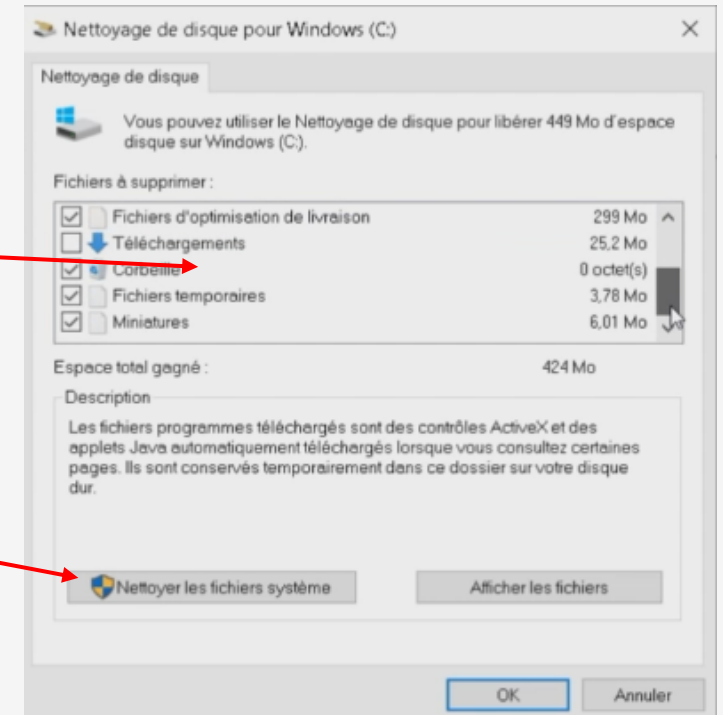 Nettoyage de disque pour Windows (C:)
Nettoyage de disque
Vous pouvez utiliser le Nettoyage de disque pour libérer 449 Mo d'espace
disque sur Windows (C:).
Fichiers à supprimer :
Fichiers d'optimisation de livraison 299 Mo
Téléchargements 25,2 Mo
Corbeille 0 octet(s)
Fichiers temporaires 3,78 Mo
Miniatures 6,01 Mo
Espace total gagné : 424 Mo
Description
Les fichiers programmes téléchargés sont des contrôles ActiveX et des
applets Java automatiquement téléchargés lorsque vous consultez certaines
pages. Ils sont conservés temporairement dans ce dossier sur votre disque
dur.
Nettoyer les fichiers système Afficher les fichiers
OK Annuler